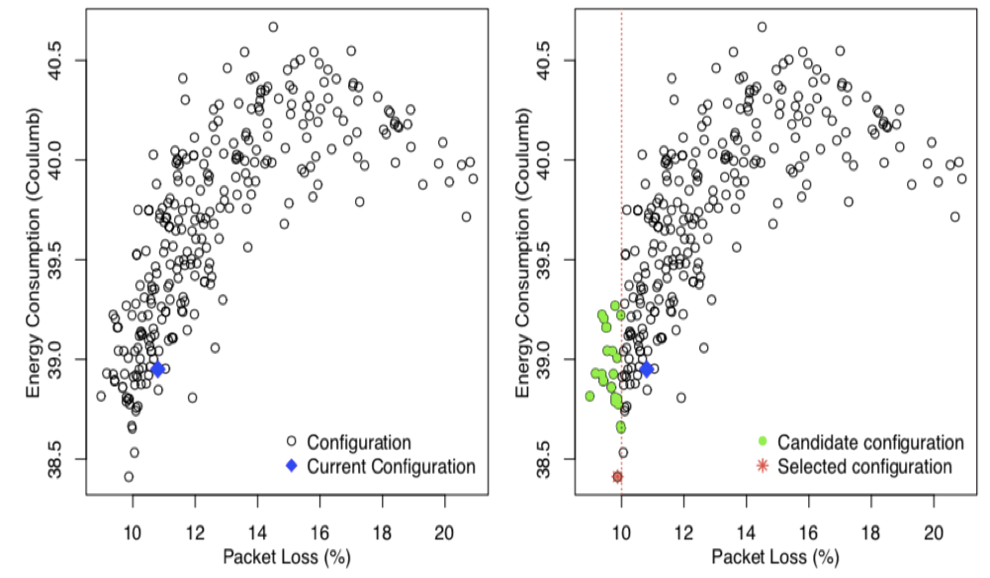 Energy Consumption (Coulumb)
40.5
40.0
39.5
39.0
38.5
Configuration
Current Configuration
10 12 14 16 18 20
Packet Loss (%)
Energy Consumption (Coulumb)
40.5
40.0
39.5
39.0
38.5
Candidate configuration
Selected configuration
10 12 14 16 18 20
Packet Loss (%)